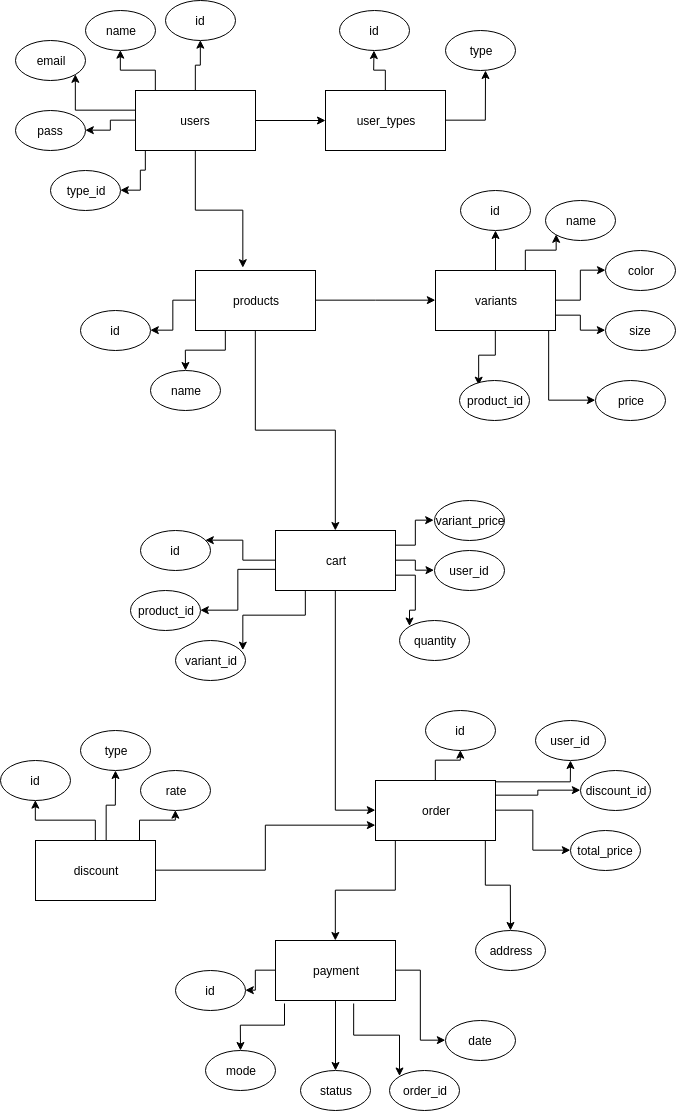 id
name
id
type
email
users
user_types
pass
type_id
id
name
color
products
variants
id
size
name
product_id
price
variant_price
id
cart
user_id
product_id
quantity
variant_id
id
user_id
type
id
rate
discount_id
order
total_price
discount
address
payment
id
date
mode
status
order_id